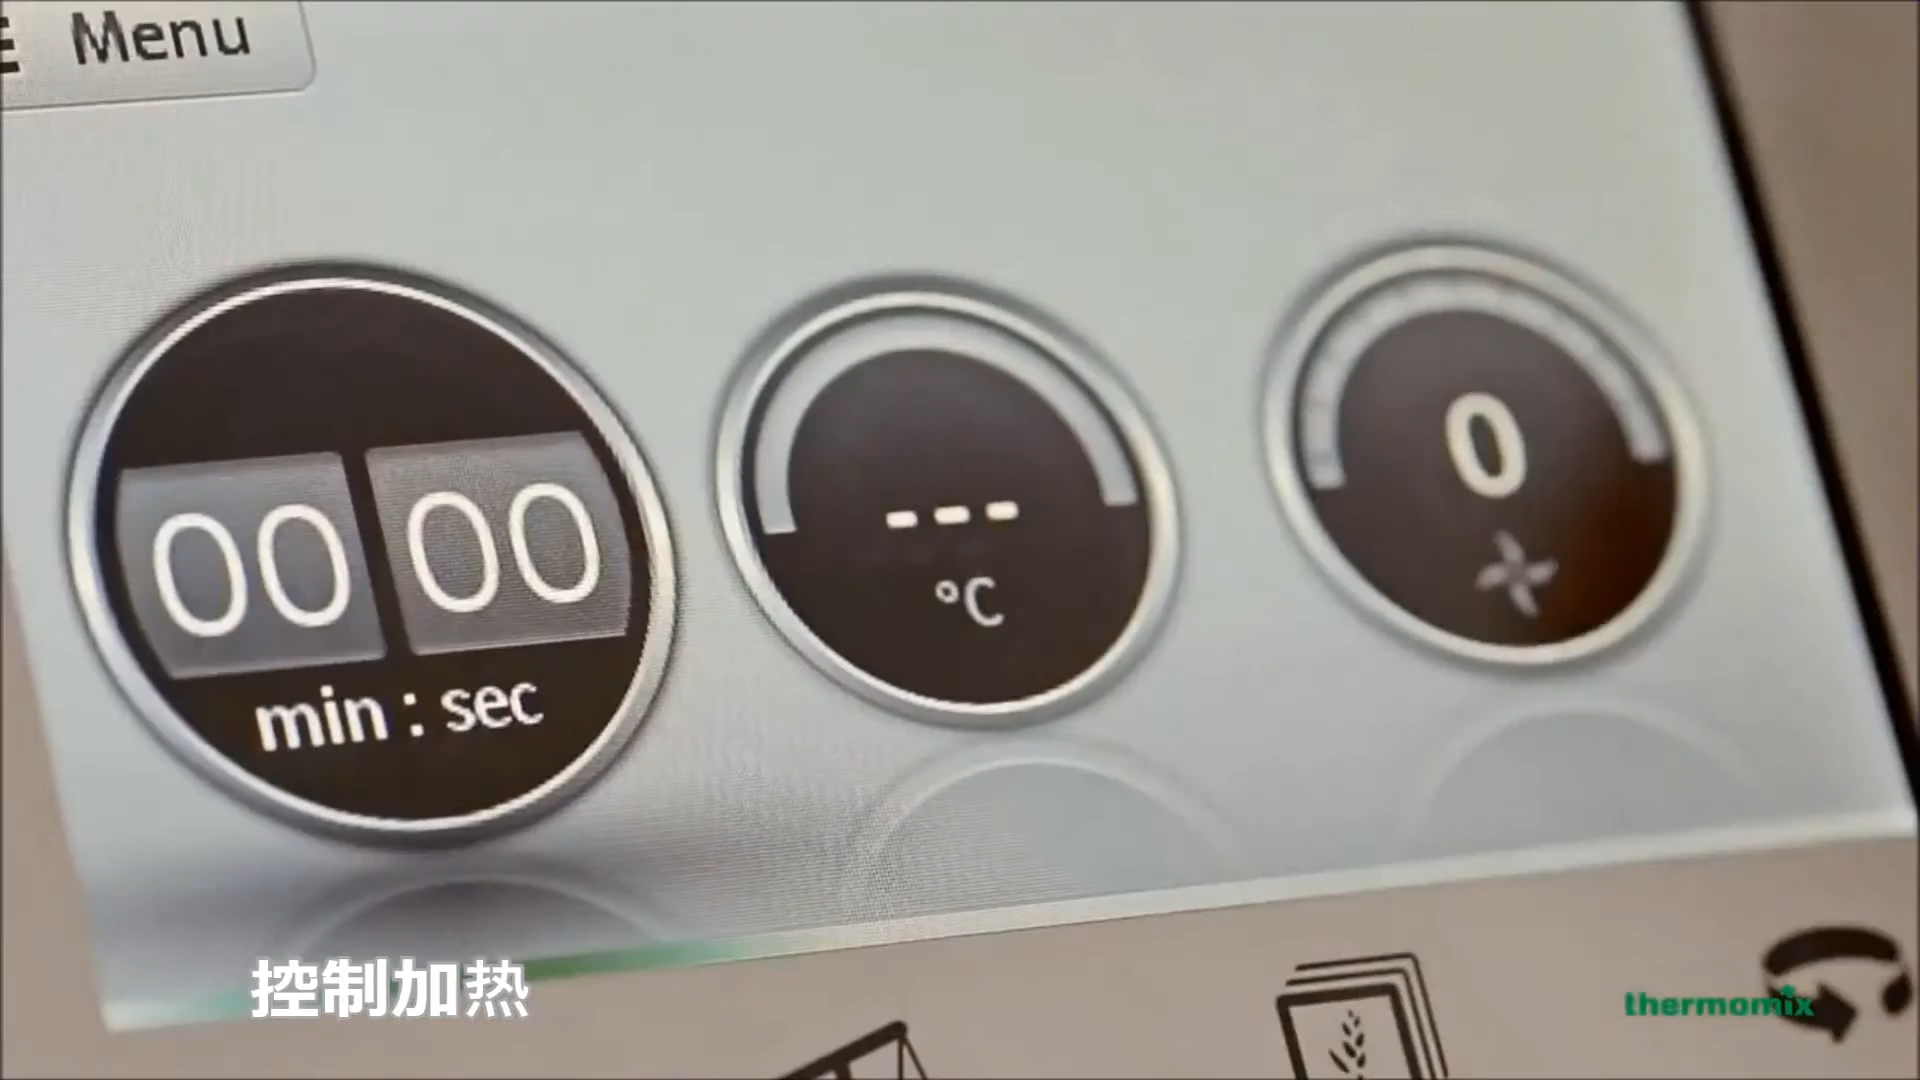 Menu
00 00
min : sec
---
°C
0
控制加热
thermomix